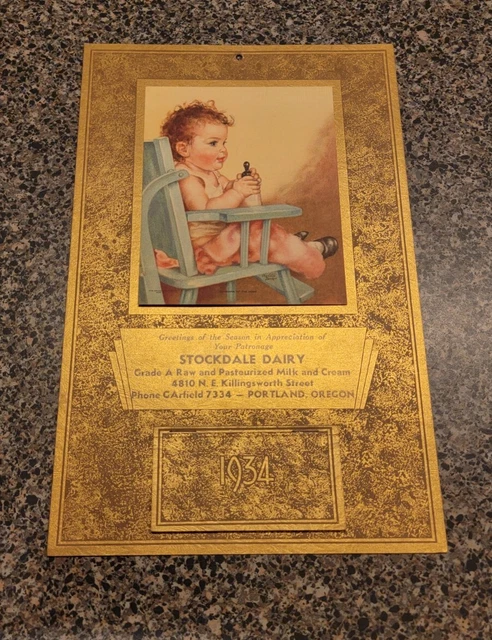 Greetings of the Season in Appreciation of
Your Patronage
STOCKDALE DAIRY
Grade A Raw and Pasteurized Milk and Cream
4810 N. E. Killingsworth Street
Phone GArfield 7334 — PORTLAND, OREGON
1934